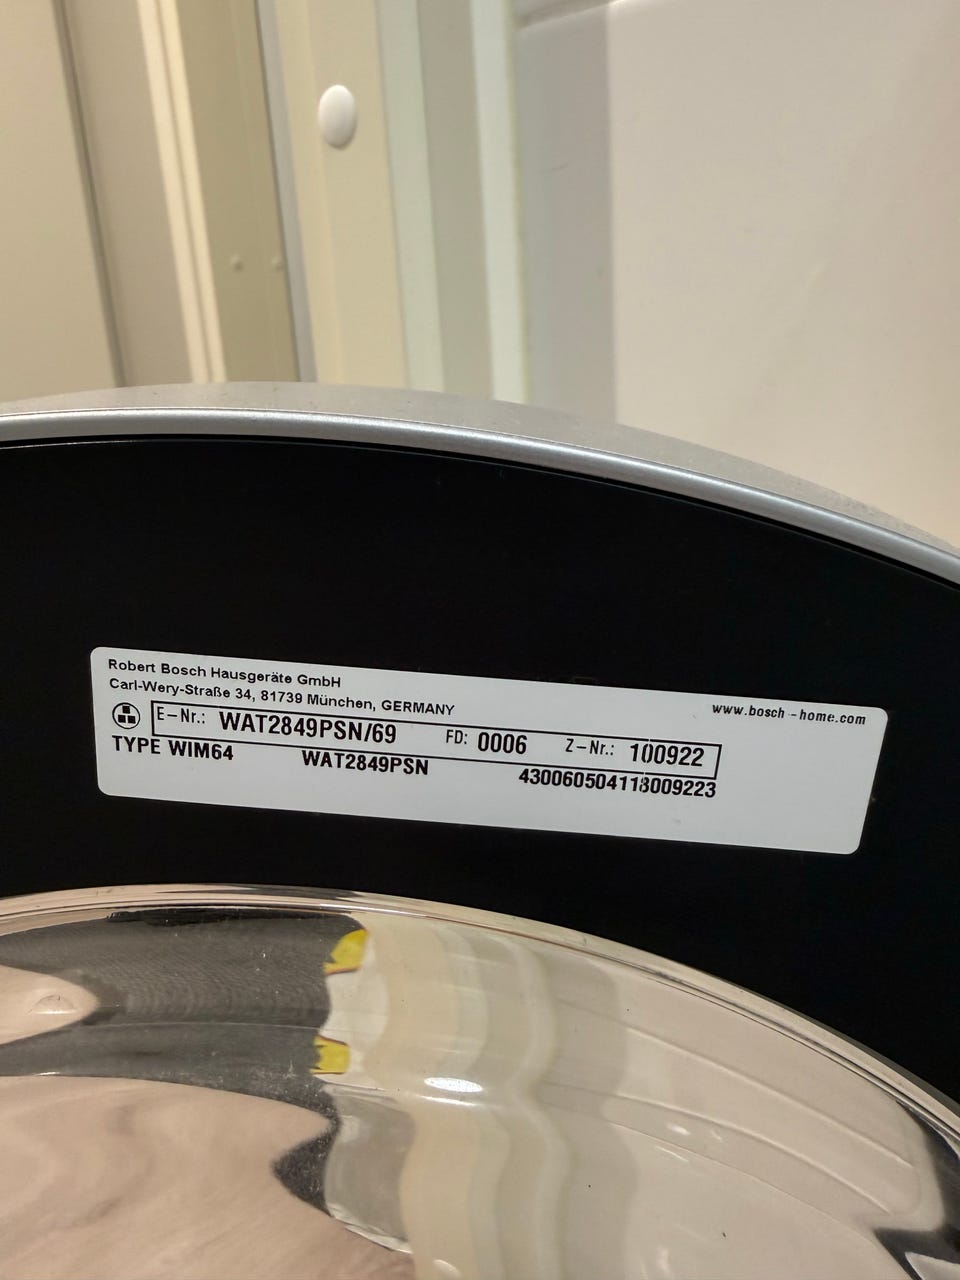 Robert Bosch Hausgeräte GmbH
Carl-Wery-Straße 34, 81739 München, GERMANY
www.bosch-home.com
E-Nr.: WAT2849PSN/69 FD: 0006 Z-Nr.: 100922
TYPE WIM64 WAT2849PSN 430060504118009223